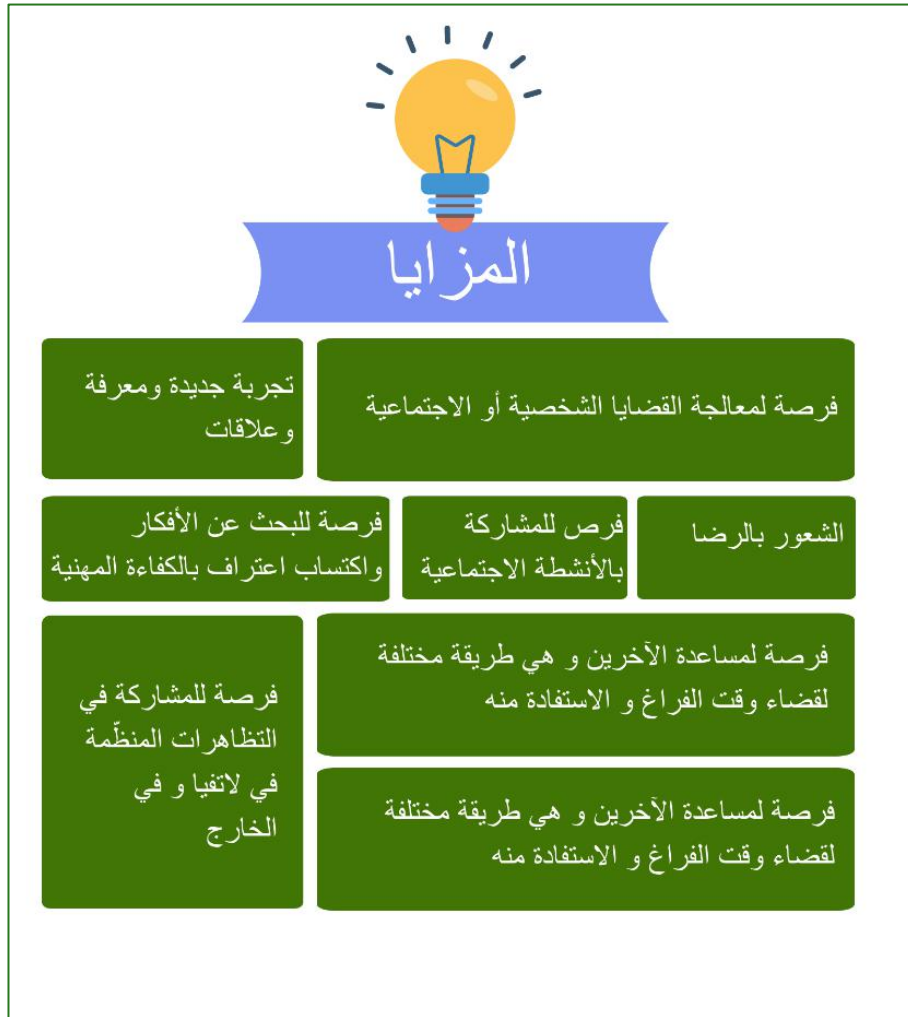 المزايا
فرصة لمعالجة القضايا الشخصية أو الاجتماعية
تجربة جديدة ومعرفة
وعلاقات
الشعور بالرضا
فرص للمشاركة
بالأنشطة الاجتماعية
فرصة للبحث عن الأفكار
واكتساب اعتراف بالكفاءة المهنية
فرصة لمساعدة الآخرين و هي طريقة مختلفة
لقضاء وقت الفراغ و الاستفادة منه
فرصة للمشاركة في
التظاهرات المنظّمة
في لاتفيا و في
الخارج
فرصة لمساعدة الآخرين و هي طريقة مختلفة
لقضاء وقت الفراغ و الاستفادة منه